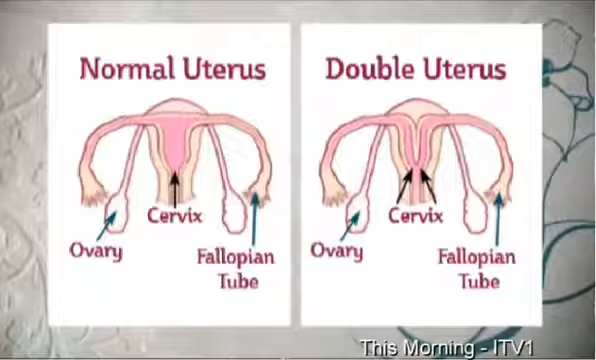 Normal Uterus
Cervix
Ovary
Fallopian
Tube
Double Uterus
Cervix
Ovary
Fallopian
Tube
This Morning - ITV1